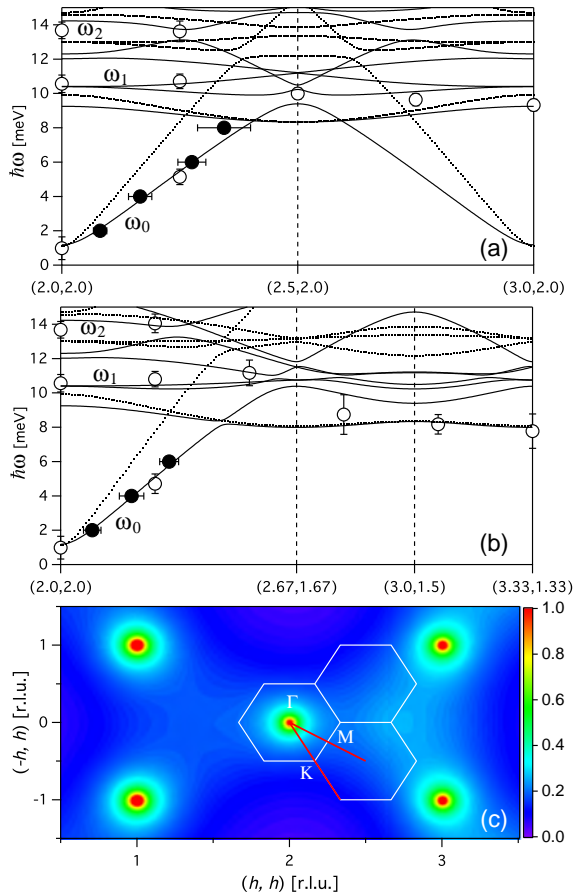 14
12
10
8
6
4
2
0
ħω [meV]
ω2
ω1
ω0
(a)
(2.0,2.0)
(2.5,2.0)
(3.0,2.0)
14
12
10
8
6
4
2
0
ħω [meV]
ω2
ω1
ω0
(b)
(2.0,2.0)
(2.67,1.67)
(3.0,1.5)
(3.33,1.33)
1
0
-1
(-h, h) [r.l.u.]
Γ
M
K
(c)
1.0
0.8
0.6
0.4
0.2
0.0
1
2
3
(h, h) [r.l.u.]